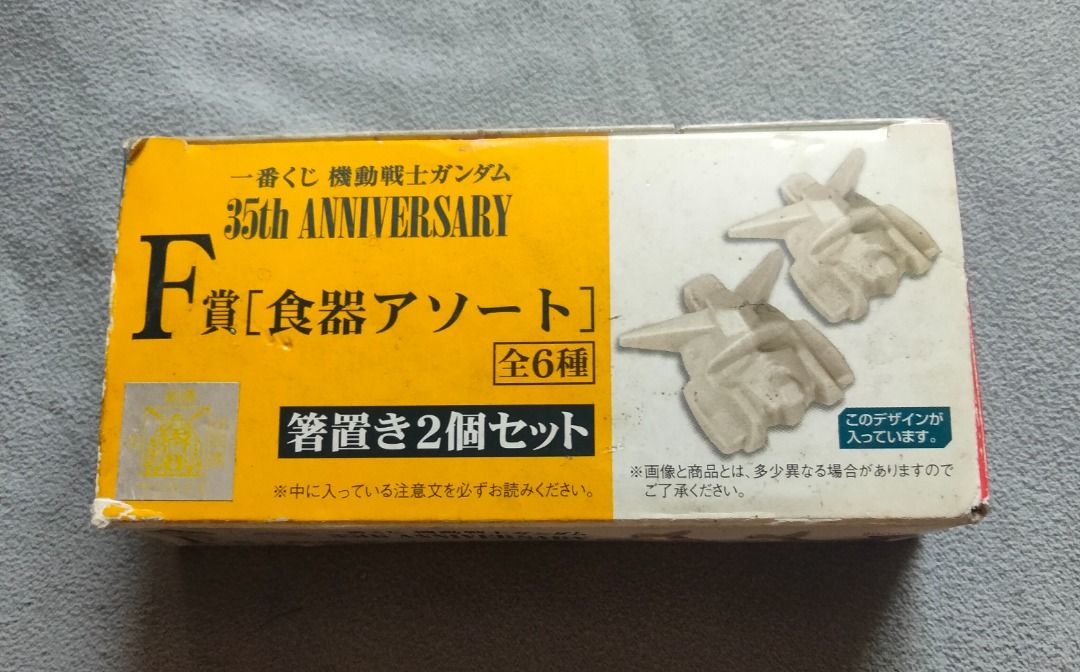 一番くじ 機動戦士ガンダム
35th ANNIVERSARY
F賞[食器アソート]
全6種
箸置き2個セット
※中に入っている注意文を必ずお読みください。
このデザインが
入っています。
※画像と商品とは、多少異なる場合がありますので
ご了承ください。